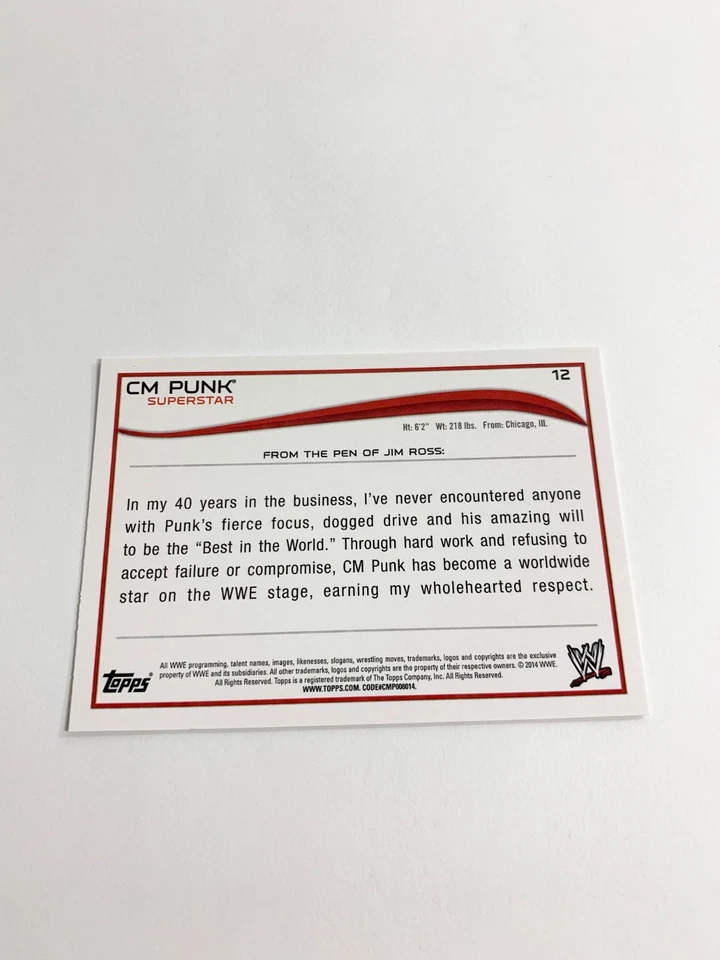 CM PUNK®
12
SUPERSTAR
Ht: 6'2" Wt: 218 lbs. From: Chicago, Ill.
FROM THE PEN OF JIM ROSS:
In my 40 years in the business, I've never encountered anyone
with Punk's fierce focus, dogged drive and his amazing will
to be the “Best in the World.” Through hard work and refusing to
accept failure or compromise, CM Punk has become a worldwide
star on the WWE stage, earning my wholehearted respect.
All WWE programming, talent names, images, likenesses, slogans, wrestling moves, trademarks, logos and copyrights are the exclusive
property of WWE and its subsidiaries. All other trademarks, logos and copyrights are the property of their respective owners. © 2014 WWE.
All Rights Reserved. Topps is a registered trademark of The Topps Company, Inc. All Rights Reserved.
WWW.TOPPS.COM. CODE#CMP008014.
Topps®
W